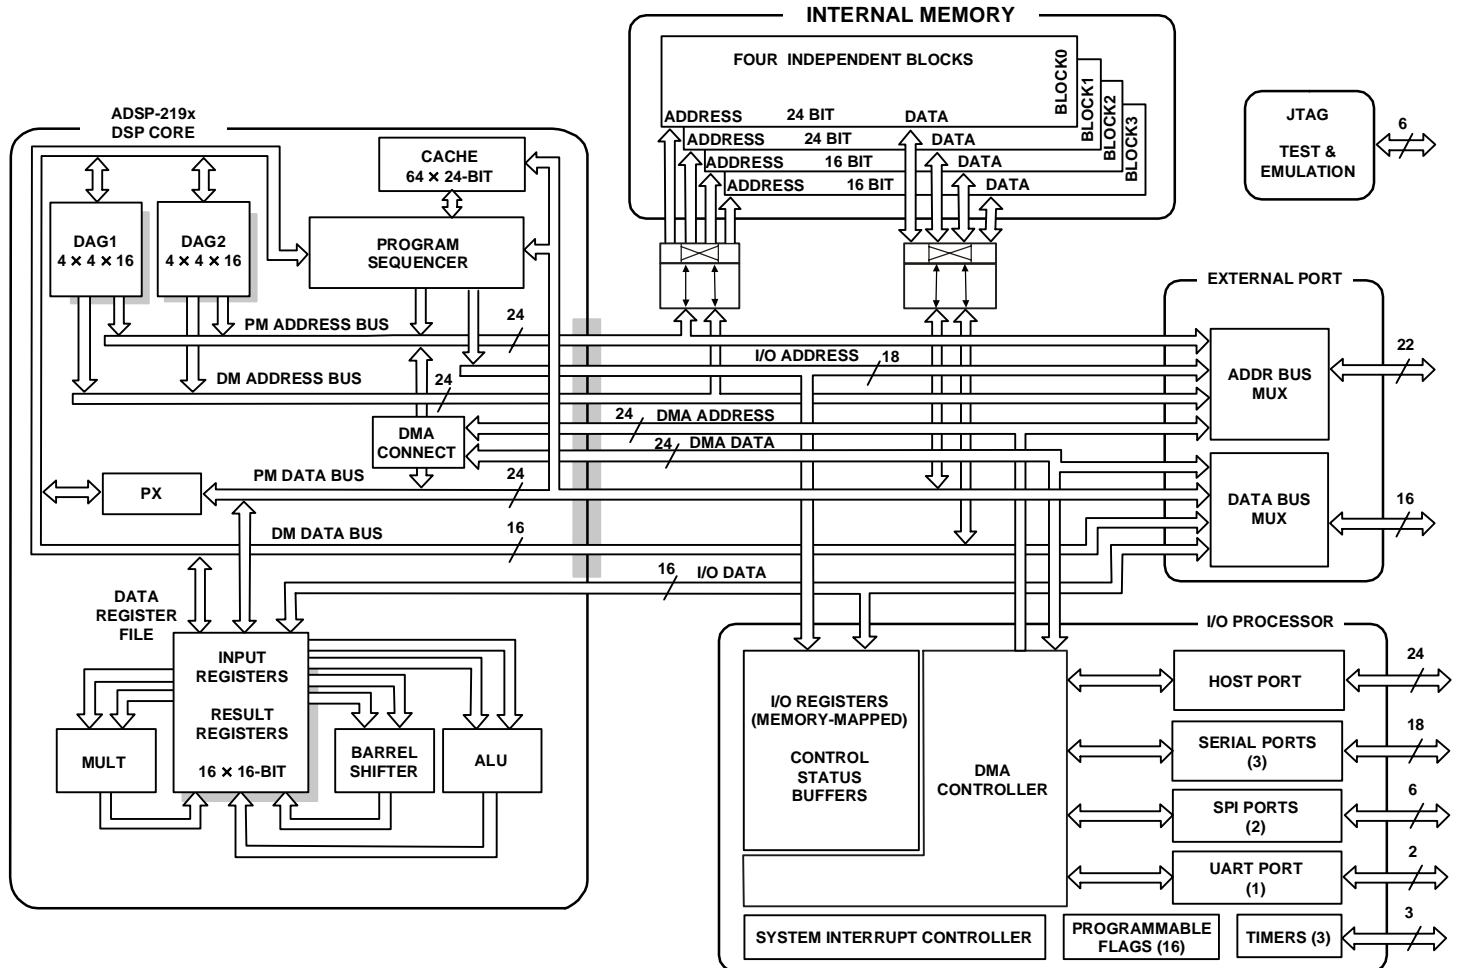 INTERNAL MEMORY
FOUR INDEPENDENT BLOCKS
BLOCK0
BLOCK1
BLOCK2
BLOCK3
ADDRESS 24 BIT DATA
ADDRESS 24 BIT DATA
ADDRESS 16 BIT DATA
ADDRESS 16 BIT DATA
JTAG
TEST &
EMULATION
6
ADSP-219x
DSP CORE
CACHE
64 × 24-BIT
DAG1
4 × 4 × 16
DAG2
4 × 4 × 16
PROGRAM
SEQUENCER
EXTERNAL PORT
PM ADDRESS BUS
24
I/O ADDRESS
18
DM ADDRESS BUS
24
ADDR BUS
MUX
22
DMA
CONNECT
24
DMA ADDRESS
24
DMA DATA
PX
PM DATA BUS
24
DATA BUS
MUX
16
DM DATA BUS
16
16
I/O DATA
DATA
REGISTER
FILE
INPUT
REGISTERS
RESULT
REGISTERS
16 × 16-BIT
MULT
BARREL
SHIFTER
ALU
I/O PROCESSOR
I/O REGISTERS
(MEMORY-MAPPED)
CONTROL
STATUS
BUFFERS
DMA
CONTROLLER
HOST PORT
24
SERIAL PORTS
(3)
18
SPI PORTS
(2)
6
UART PORT
(1)
2
SYSTEM INTERRUPT CONTROLLER
PROGRAMMABLE
FLAGS (16)
TIMERS (3)
3